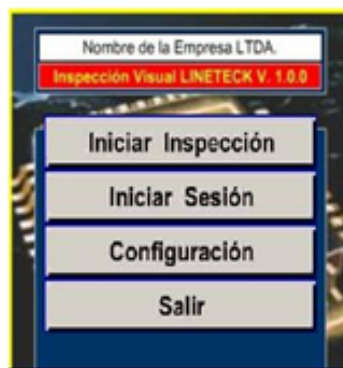 Nombre de la Empresa LTDA.
Inspección Visual LINETECK V. 1.0.0
Iniciar Inspección
Iniciar Sesión
Configuración
Salir